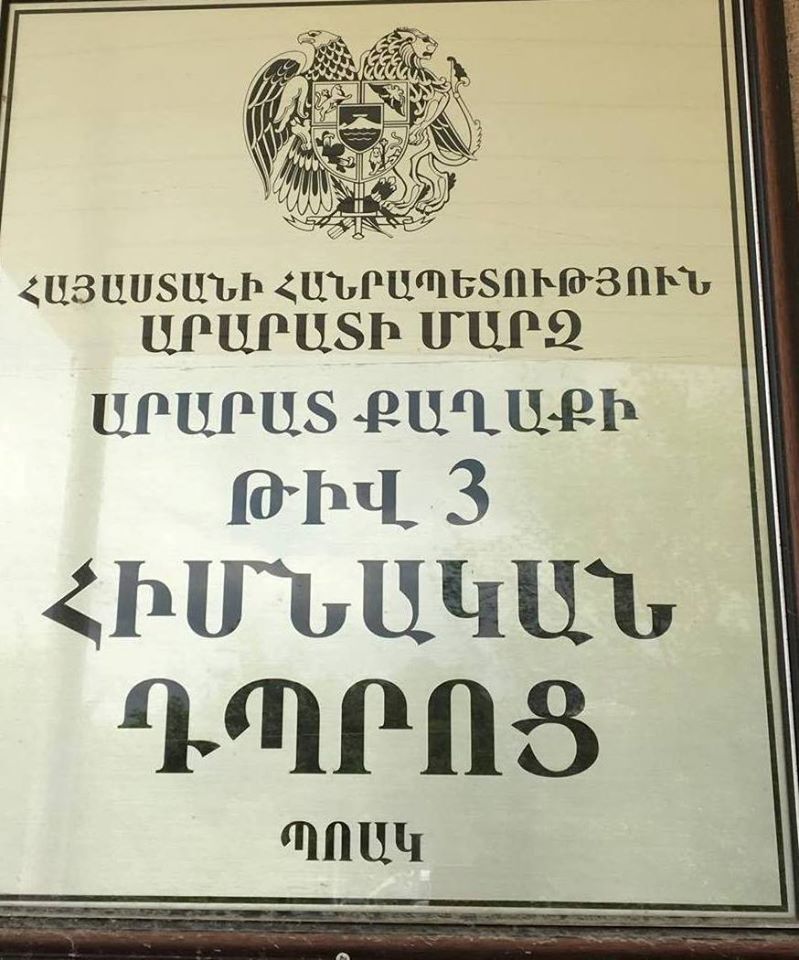 ՀԱՅԱՍՏԱՆԻ ՀԱՆՐԱՊԵՏՈՒԹՅՈՒՆ
ԱՐԱՐԱՏԻ ՄԱՐԶ
ԱՐԱՐԱՏ ՔԱՂԱՔԻ
ԹԻՎ 3
ՀԻՄՆԱԿԱՆ
ԴՊՐՈՑ
ՊՈԱԿ